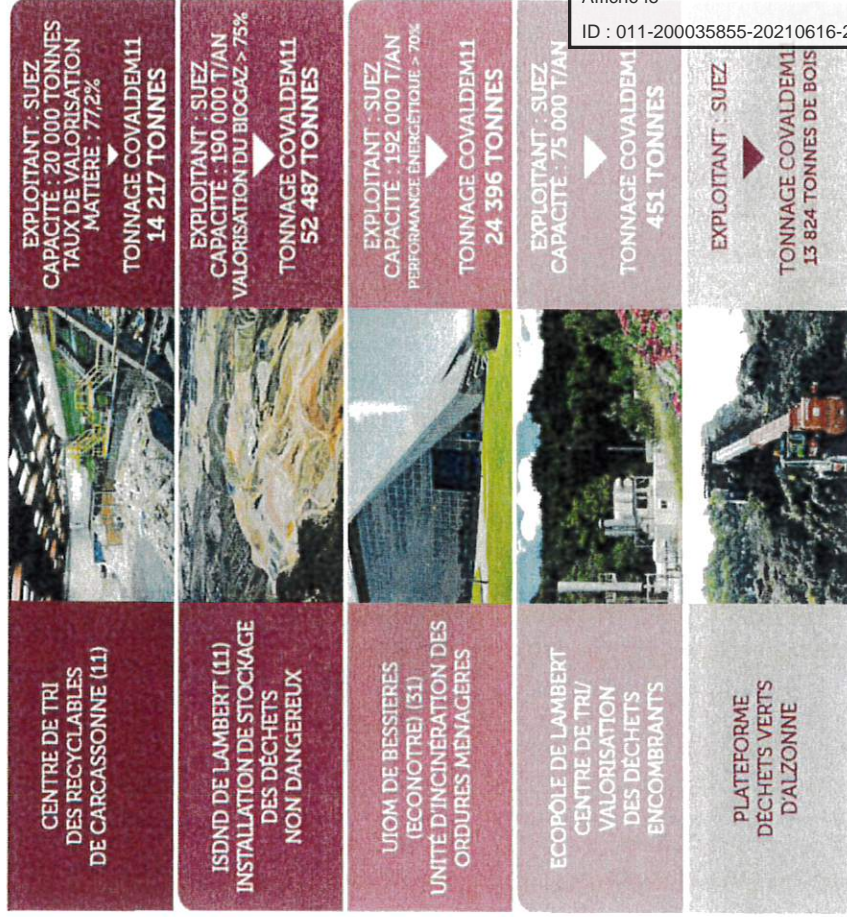 Affiché le
ID : 011-200035855-20210616-2
CENTRE DE TRI
DES RECYCLABLES
DE CARCASSONNE (11)
EXPLOITANT : SUEZ
CAPACITÉ : 20 000 TONNES
TAUX DE VALORISATION
MATIÈRE : 77,2%
TONNAGE COVALDEM11
14 217 TONNES
ISDND DE LAMBERT (11)
INSTALLATION DE STOCKAGE
DES DÉCHETS
NON DANGEREUX
EXPLOITANT : SUEZ
CAPACITÉ : 190 000 T/AN
VALORISATION DU BIOGAZ > 75%
TONNAGE COVALDEM11
52 487 TONNES
UIOM DE BESSIERES
(ECONOTRE) (31)
UNITÉ D'INCINÉRATION DES
ORDURES MÉNAGÈRES
EXPLOITANT : SUEZ
CAPACITÉ : 192 000 T/AN
PERFORMANCE ÉNERGÉTIQUE > 70%
TONNAGE COVALDEM11
24 396 TONNES
ECOPÔLE DE LAMBERT
CENTRE DE TRI/
VALORISATION
DES DÉCHETS
ENCOMBRANTS
EXPLOITANT : SUEZ
CAPACITÉ : 75 000 T/AN
TONNAGE COVALDEM11
451 TONNES
PLATEFORME
DÉCHETS VERTS
D'ALZONNE
EXPLOITANT : SUEZ
TONNAGE COVALDEM11
13 824 TONNES DE BOIS